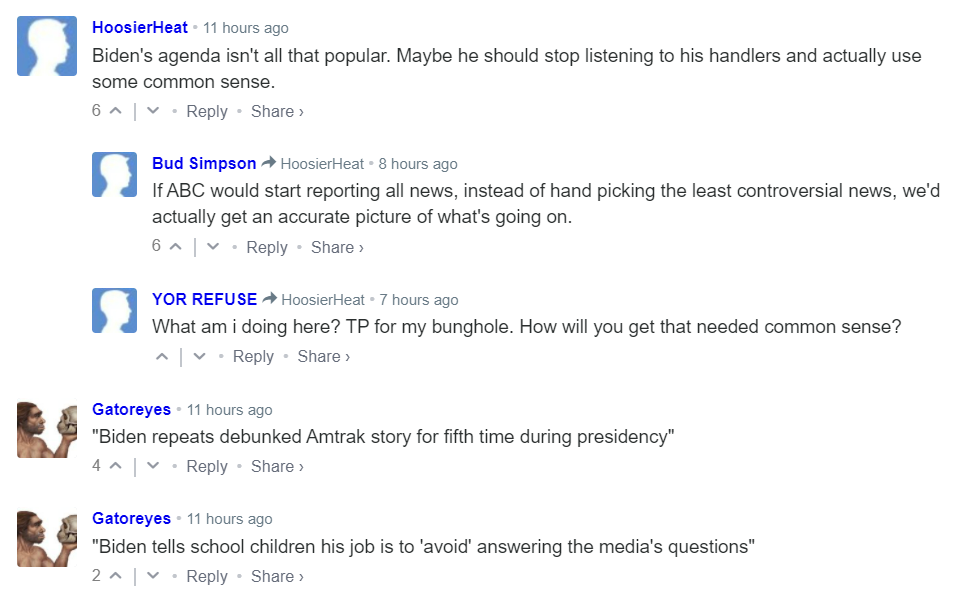 HoosierHeat • 11 hours ago
Biden's agenda isn't all that popular. Maybe he should stop listening to his handlers and actually use
some common sense.
6 | • Reply • Share ›
Bud Simpson HoosierHeat • 8 hours ago
If ABC would start reporting all news, instead of hand picking the least controversial news, we'd
actually get an accurate picture of what's going on.
6 | • Reply • Share ›
YOR REFUSE HoosierHeat • 7 hours ago
What am i doing here? TP for my bunghole. How will you get that needed common sense?
| • Reply • Share ›
Gatoreyes • 11 hours ago
"Biden repeats debunked Amtrak story for fifth time during presidency"
4 | • Reply • Share ›
Gatoreyes • 11 hours ago
"Biden tells school children his job is to 'avoid' answering the media's questions"
2 | • Reply • Share ›